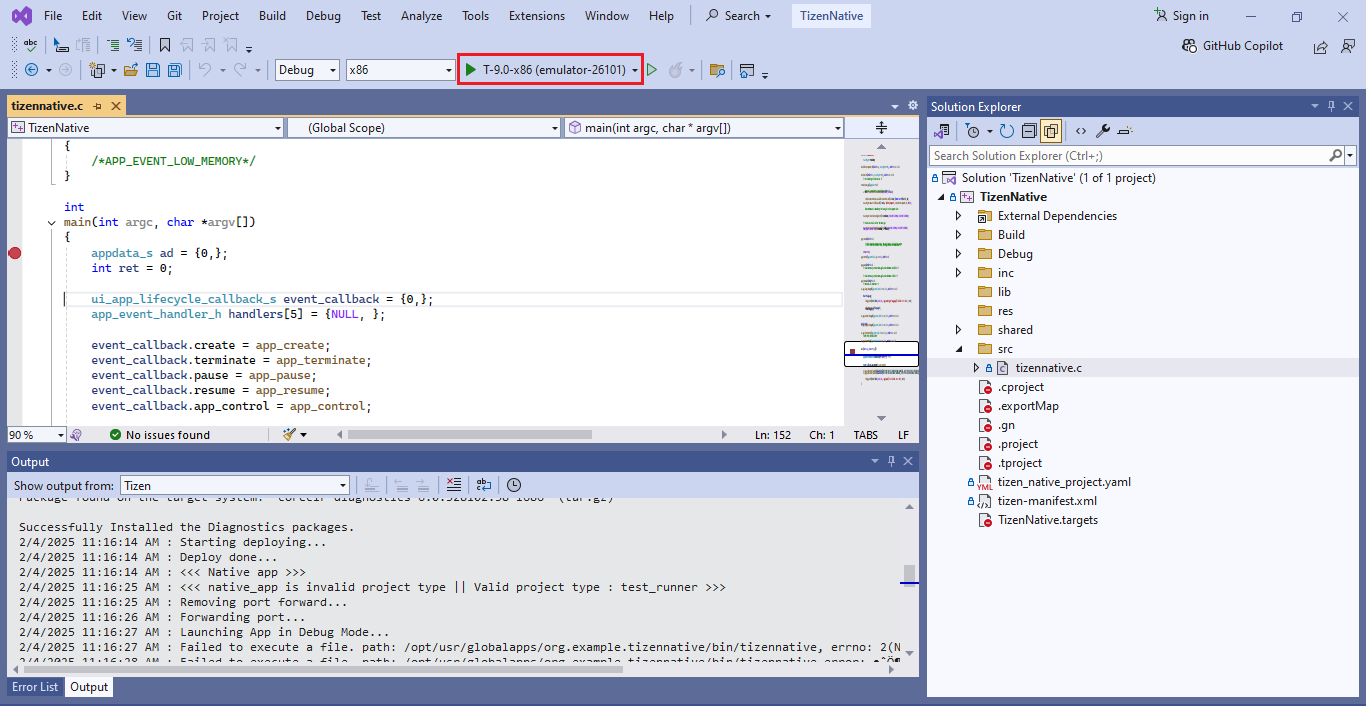 File Edit View Git Project Build Debug Test Analyze Tools Extensions Window Help Search TizenNative Sign in
abc
GitHub Copilot
Debug x86 T-9.0-x86 (emulator-26101)
tizennative.c
TizenNative (Global Scope) main(int argc, char * argv[])
{
/*APP_EVENT_LOW_MEMORY*/
}
int
main(int argc, char *argv[])
{
appdata_s ad = {0,};
int ret = 0;
ui_app_lifecycle_callback_s event_callback = {0,};
app_event_handler_h handlers[5] = {NULL, };
event_callback.create = app_create;
event_callback.terminate = app_terminate;
event_callback.pause = app_pause;
event_callback.resume = app_resume;
event_callback.app_control = app_control;
90 % No issues found Ln: 152 Ch: 1 TABS LF
Output
Show output from: Tizen
Successfully Installed the Diagnostics packages.
2/4/2025 11:16:14 AM : Starting deploying...
2/4/2025 11:16:14 AM : Deploy done...
2/4/2025 11:16:14 AM : <<< Native app >>>
2/4/2025 11:16:25 AM : <<< native_app is invalid project type || Valid project type : test_runner >>>
2/4/2025 11:16:25 AM : Removing port forward...
2/4/2025 11:16:26 AM : Forwarding port...
2/4/2025 11:16:27 AM : Launching App in Debug Mode...
2/4/2025 11:16:27 AM : Failed to execute a file. path: /opt/usr/globalapps/org.example.tizennative/bin/tizennative, errno: 2(N
Error List Output
Solution Explorer
Search Solution Explorer (Ctrl+;)
Solution 'TizenNative' (1 of 1 project)
TizenNative
External Dependencies
Build
Debug
inc
lib
res
shared
src
tizennative.c
.cproject
.exportMap
.gn
.project
.tproject
tizen_native_project.yaml
tizen-manifest.xml
TizenNative.targets